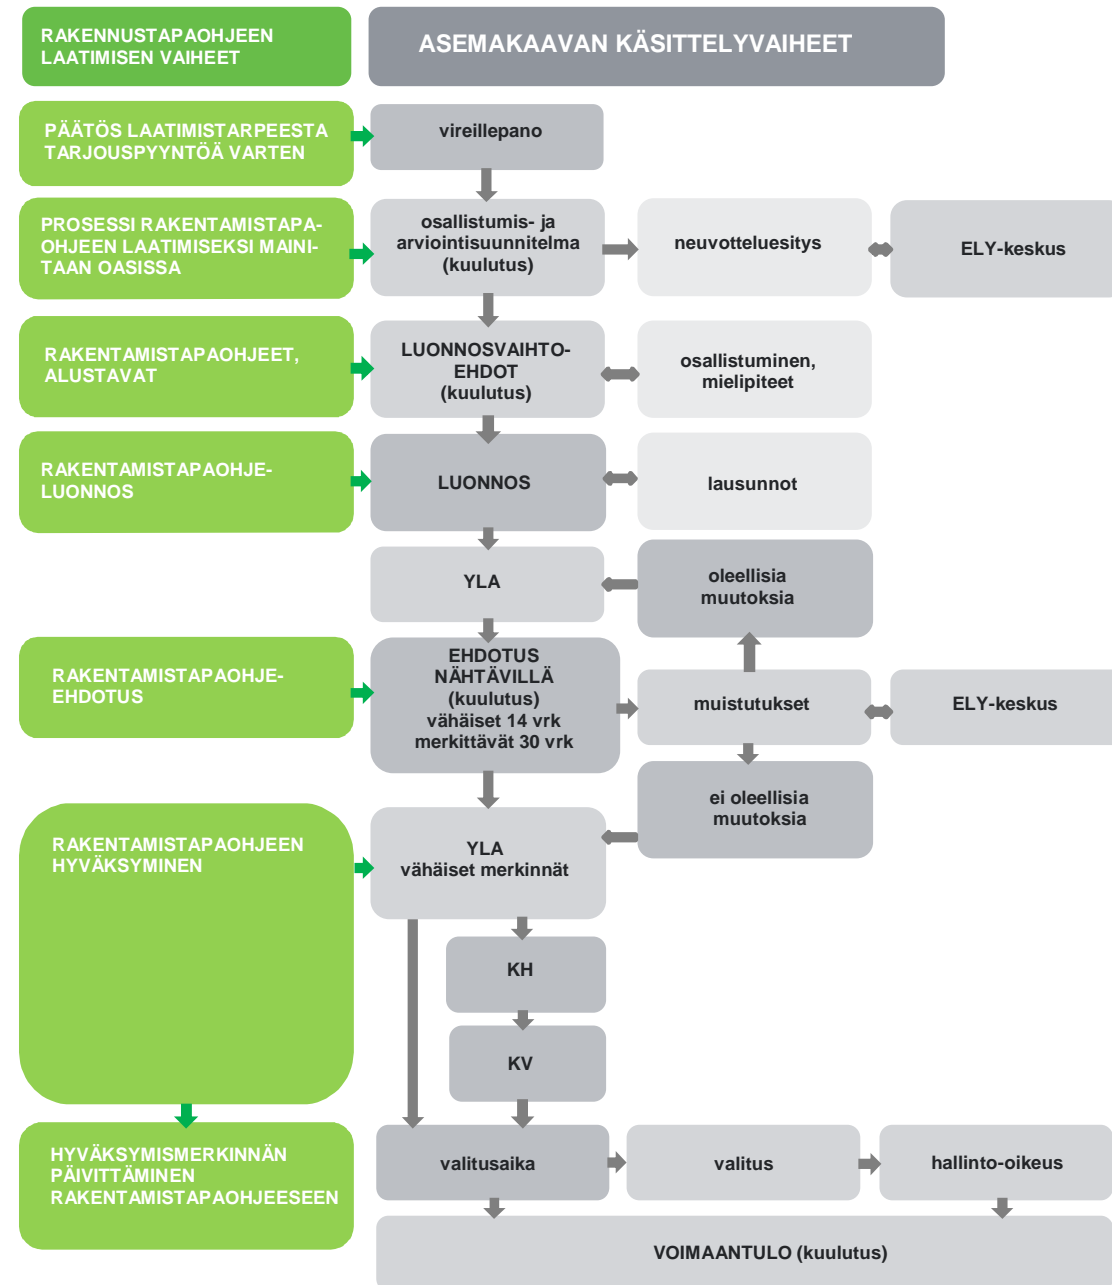 RAKENNUSTAPAOHJEEN
LAATIMISEN VAIHEET
ASEMAKAAVAN KÄSITTELYVAIHEET
PÄÄTÖS LAATIMISTARPEESTA
TARJOUSPYYNTÖÄ VARTEN
vireillepano
PROSESSI RAKENTAMISTAPA-
OHJEEN LAATIMISEKSI MAINI-
TAAN OASISSA
osallistumis- ja
arviointisuunnitelma
(kuulutus)
neuvotteluesitys
ELY-keskus
RAKENTAMISTAPAOHJEET,
ALUSTAVAT
LUONNOSVAIHTO-
EHDOT
(kuulutus)
osallistuminen,
mielipiteet
RAKENTAMISTAPAOHJE-
LUONNOS
LUONNOS
lausunnot
YLA
oleellisia
muutoksia
RAKENTAMISTAPAOHJE-
EHDOTUS
EHDOTUS
NÄHTÄVILLÄ
(kuulutus)
vähäiset 14 vrk
merkittävät 30 vrk
muistutukset
ELY-keskus
ei oleellisia
muutoksia
RAKENTAMISTAPAOHJEEN
HYVÄKSYMINEN
YLA
vähäiset merkinnät
KH
KV
HYVÄKSYMISMERKINNÄN
PÄIVITTÄMINEN
RAKENTAMISTAPAOHJEESEEN
valitusaika
valitus
hallinto-oikeus
VOIMAANTULO (kuulutus)